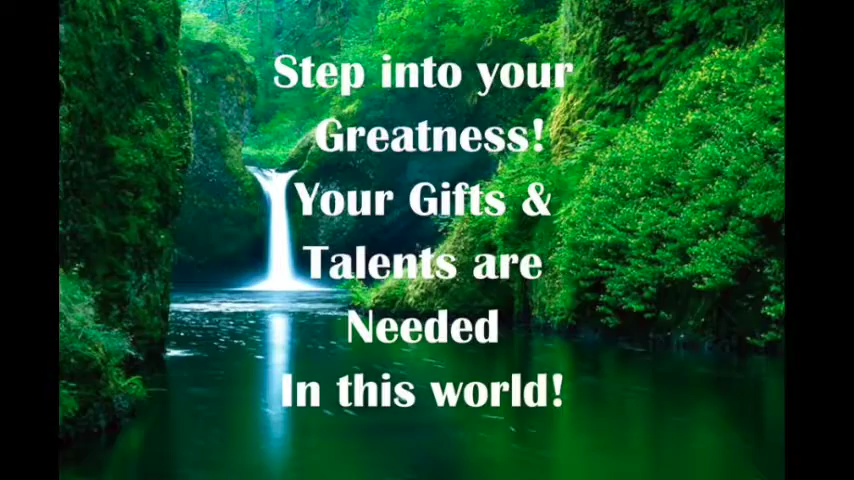 Step into your
Greatness!
Your Gifts &
Talents are
Needed
In this world!